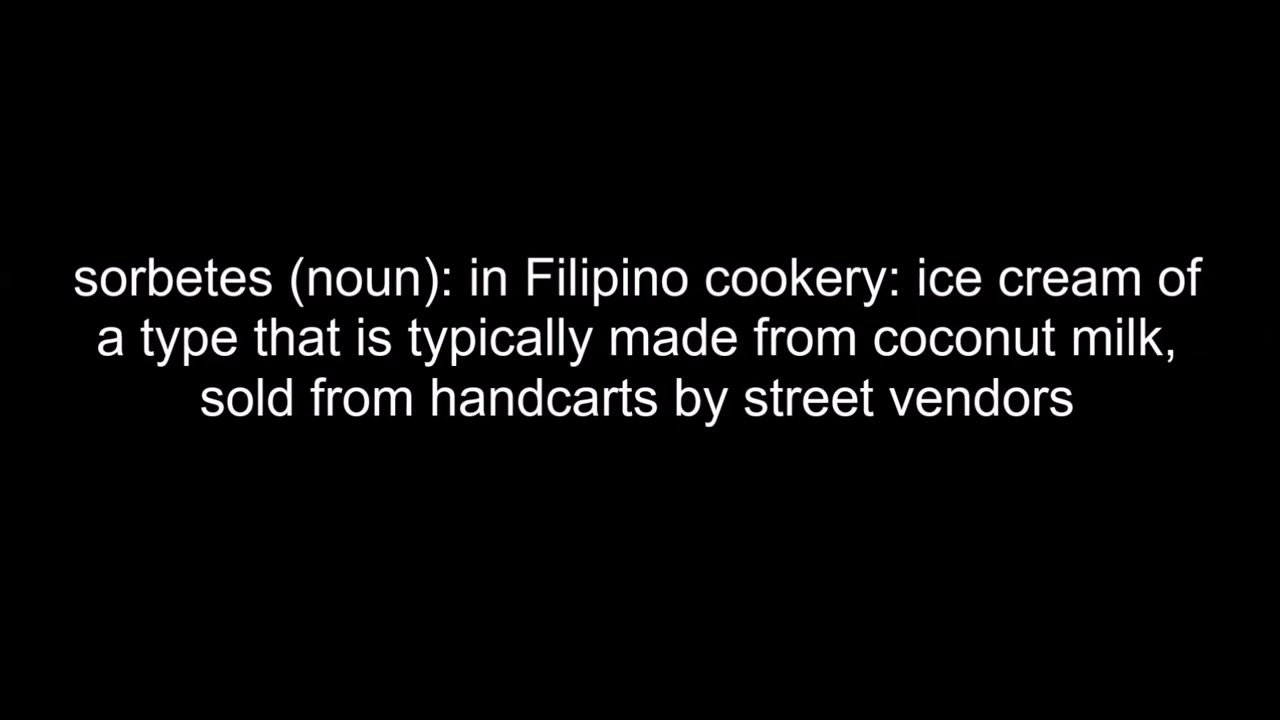 sorbetes (noun): in Filipino cookery: ice cream of
a type that is typically made from coconut milk,
sold from handcarts by street vendors